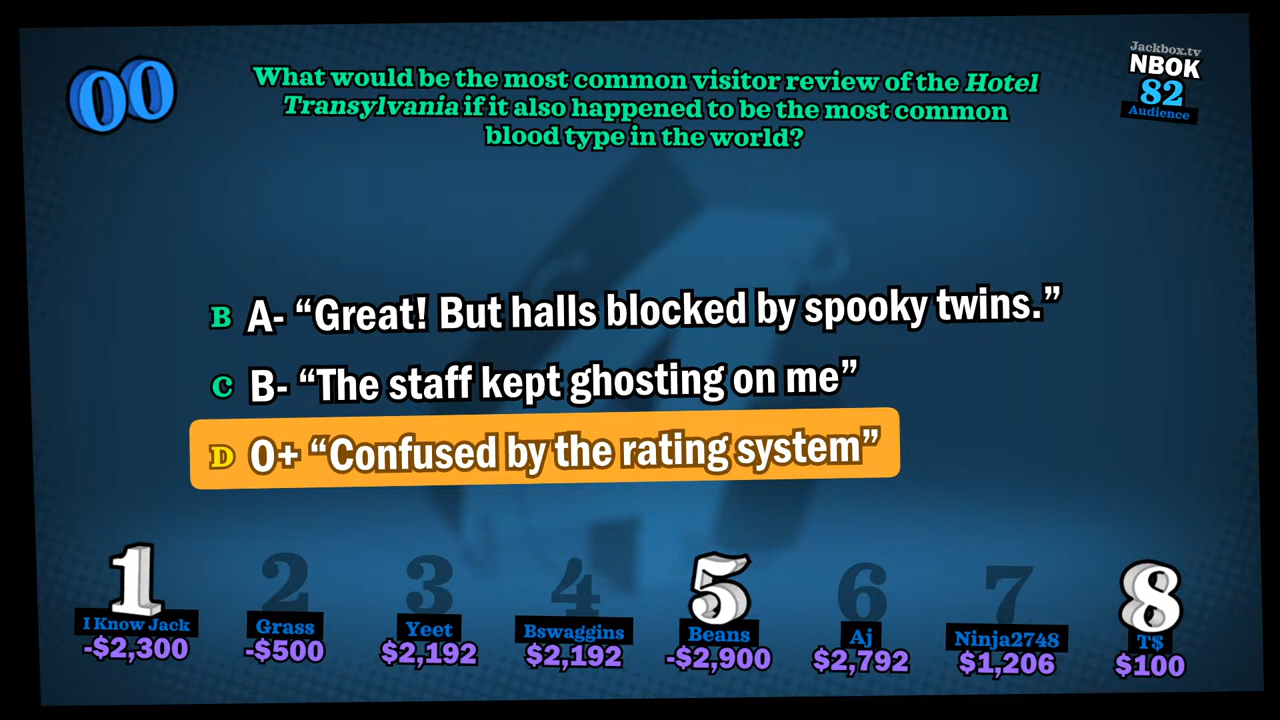 00
What would be the most common visitor review of the Hotel
Transylvania if it also happened to be the most common
blood type in the world?
Jackbox.tv
NBOK
82
Audience
B A- “Great! But halls blocked by spooky twins.”
C B- “The staff kept ghosting on me”
D O+ “Confused by the rating system”
1 2 3 4 5 6 7 8
I Know Jack Grass Yeet Bswaggins Beans Aj Ninja2748 T$
-$2,300 -$500 $2,192 $2,192 -$2,900 $2,792 $1,206 $100